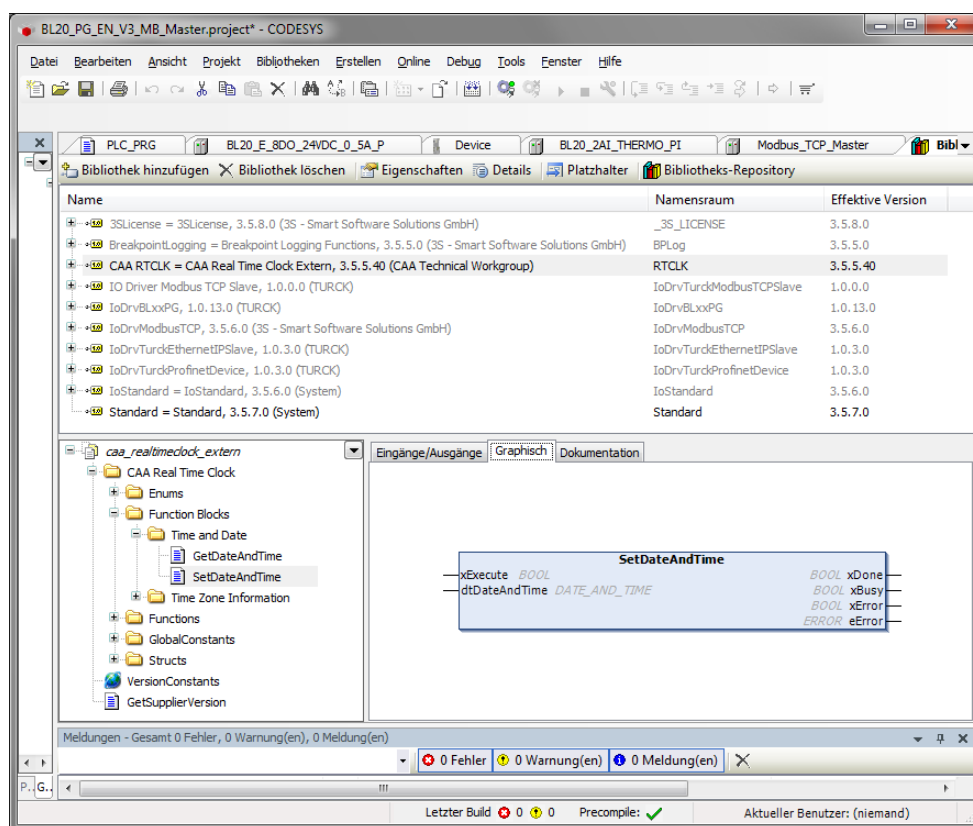 BL20_PG_EN_V3_MB_Master.project* - CODESYS
Datei Bearbeiten Ansicht Projekt Bibliotheken Erstellen Online Debug Tools Fenster Hilfe
PLC_PRG BL20_E_8DO_24VDC_0_5A_P Device BL20_2AI_THERMO_PI Modbus_TCP_Master Bibl
Bibliothek hinzufügen Bibliothek löschen Eigenschaften Details Platzhalter Bibliotheks-Repository
Name Namensraum Effektive Version
3SLicense = 3SLicense, 3.5.8.0 (3S - Smart Software Solutions GmbH) _3S_LICENSE 3.5.8.0
BreakpointLogging = Breakpoint Logging Functions, 3.5.5.0 (3S - Smart Software Solutions GmbH) BPLog 3.5.5.0
CAA RTCLK = CAA Real Time Clock Extern, 3.5.5.40 (CAA Technical Workgroup) RTCLK 3.5.5.40
IO Driver Modbus TCP Slave, 1.0.0.0 (TURCK) IoDrvTurckModbusTCPSlave 1.0.0.0
IoDrvBLxxPG, 1.0.13.0 (TURCK) IoDrvBLxxPG 1.0.13.0
IoDrvModbusTCP, 3.5.6.0 (3S - Smart Software Solutions GmbH) IoDrvModbusTCP 3.5.6.0
IoDrvTurckEthernetIPSlave, 1.0.3.0 (TURCK) IoDrvTurckEthernetIPSlave 1.0.3.0
IoDrvTurckProfinetDevice, 1.0.3.0 (TURCK) IoDrvTurckProfinetDevice 1.0.3.0
IoStandard = IoStandard, 3.5.6.0 (System) IoStandard 3.5.6.0
Standard = Standard, 3.5.7.0 (System) Standard 3.5.7.0
caa_realtimeclock_extern
CAA Real Time Clock
Enums
Function Blocks
Time and Date
GetDateAndTime
SetDateAndTime
Time Zone Information
Functions
GlobalConstants
Structs
VersionConstants
GetSupplierVersion
Eingänge/Ausgänge Graphisch Dokumentation
SetDateAndTime
xExecute BOOL BOOL xDone
dtDateAndTime DATE_AND_TIME BOOL xBusy
BOOL xError
ERROR eError
Meldungen - Gesamt 0 Fehler, 0 Warnung(en), 0 Meldung(en)
0 Fehler 0 Warnung(en) 0 Meldung(en)
P.. G..
Letzter Build 0 0 Precompile: Aktueller Benutzer: (niemand)